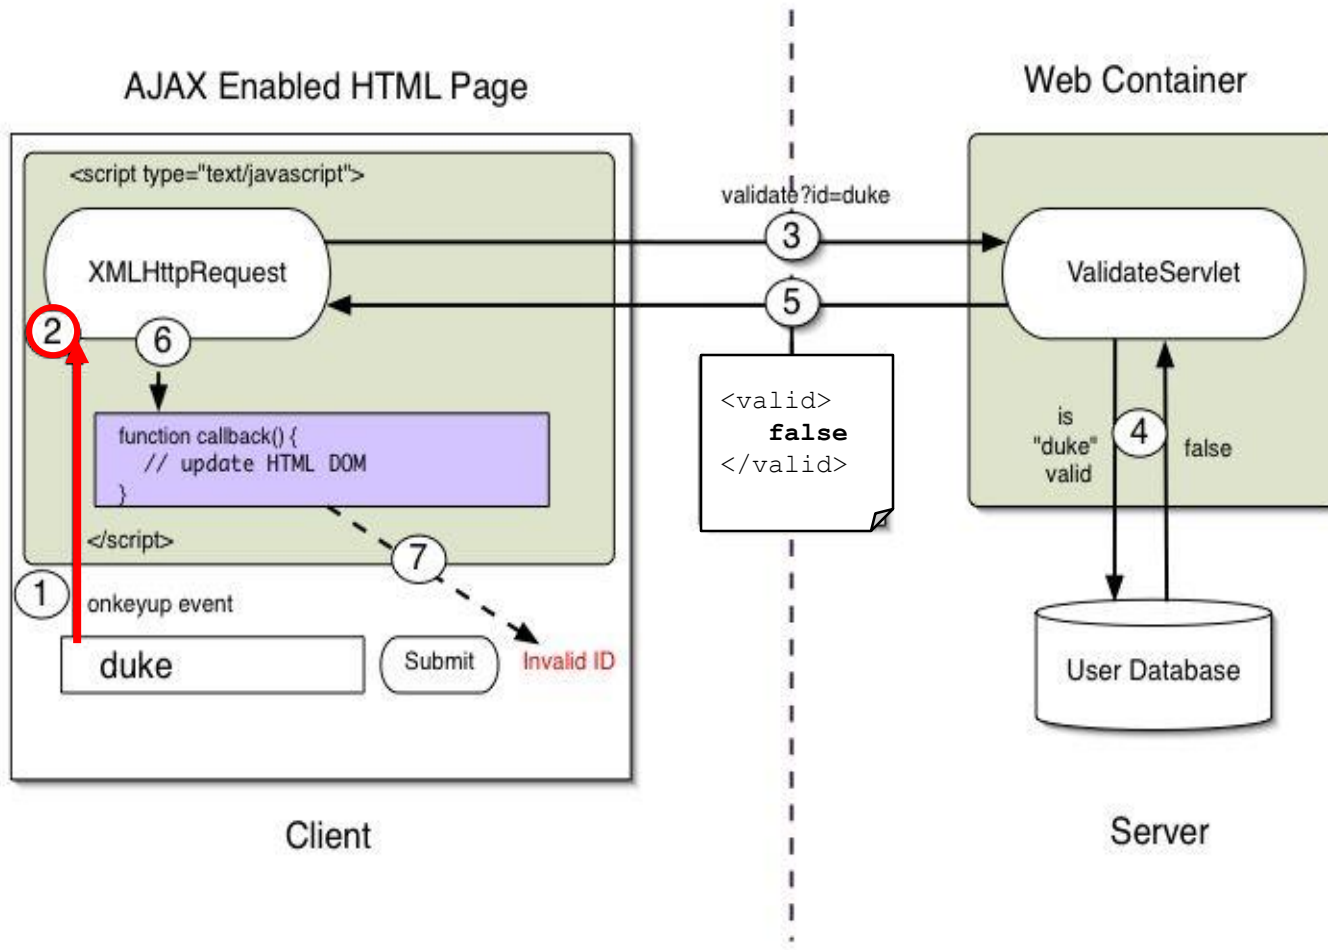 AJAX Enabled HTML Page
Web Container
<script type="text/javascript">
XMLHttpRequest
validate?id=duke
3
ValidateServlet
5
2
6
<valid>
false
</valid>
is
"duke"
valid
4
false
function callback() {
// update HTML DOM
}
</script>
7
1
onkeyup event
duke
Submit
Invalid ID
User Database
Client
Server